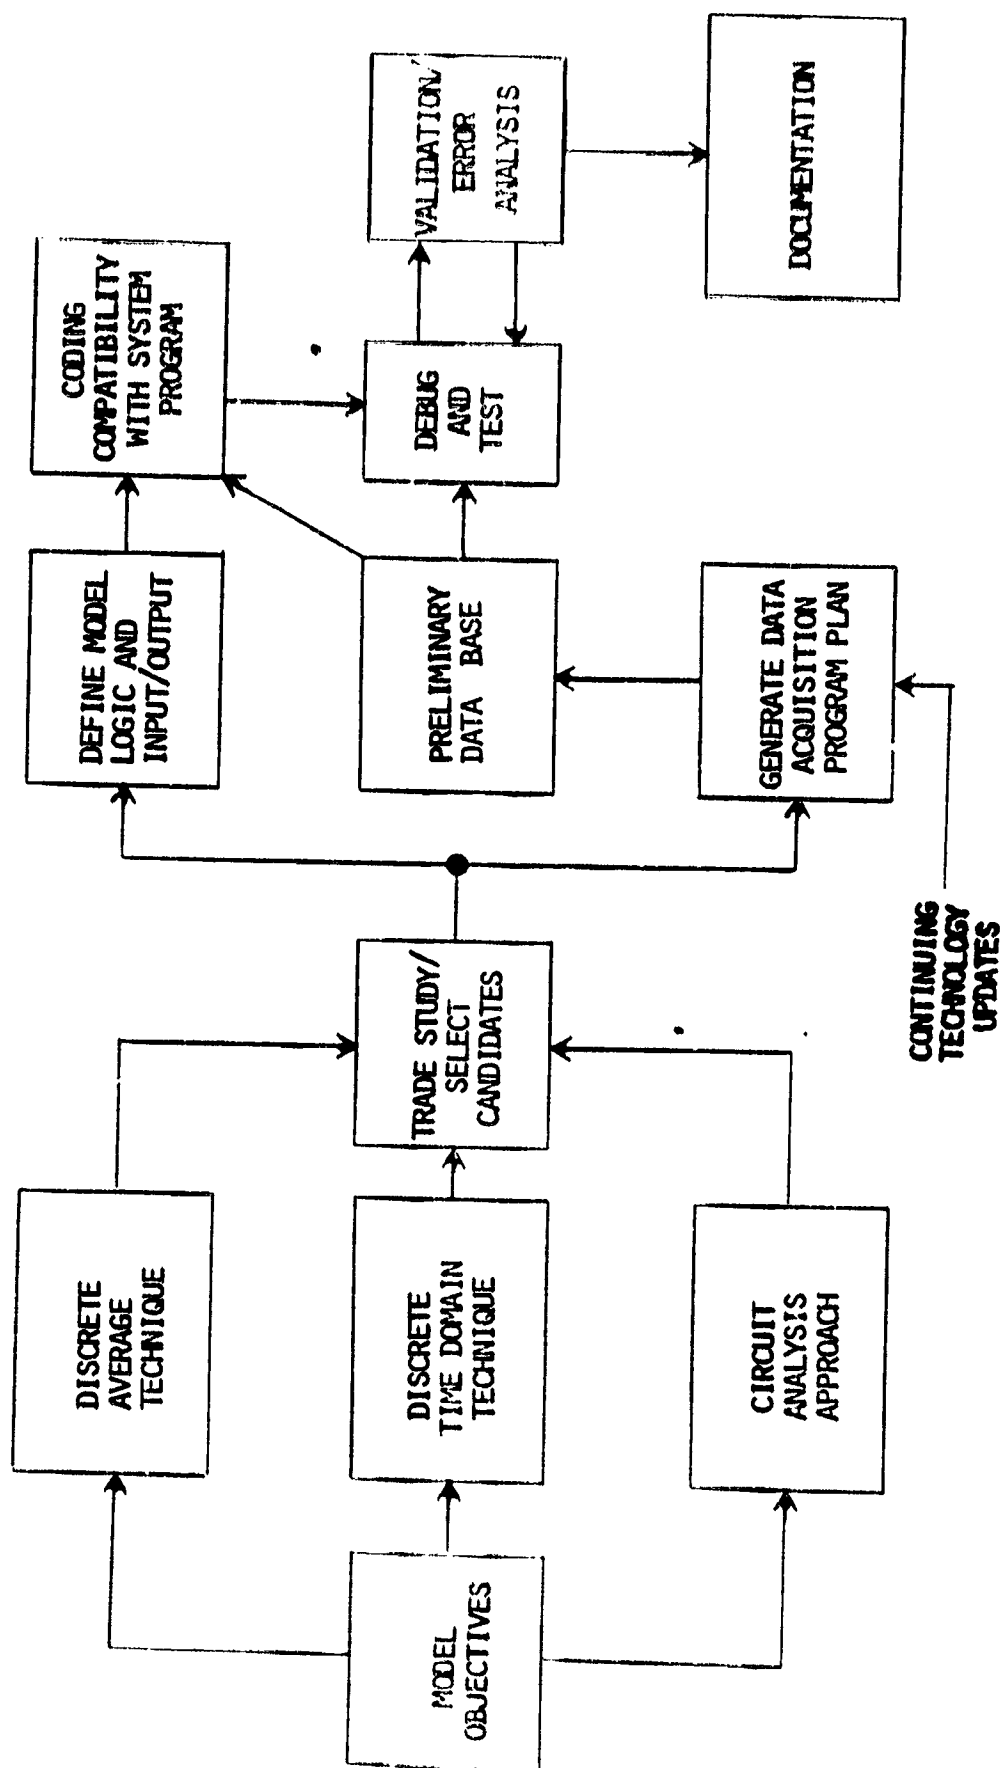 MODEL
OBJECTIVES
DISCRETE
AVERAGE
TECHNIQUE
DISCRETE
TIME DOMAIN
TECHNIQUE
CIRCUIT
ANALYSIS
APPROACH
TRADE STUDY/
SELECT
CANDIDATES
DEFINE MODEL
LOGIC AND
INPUT/OUTPUT
PRELIMINARY
DATA BASE
GENERATE DATA
ACQUISITION
PROGRAM PLAN
CONTINUING
TECHNOLOGY
UPDATES
CODING
COMPATIBILITY
WITH SYSTEM
PROGRAM
DEBUG
AND
TEST
VALIDATION/
ERROR
ANALYSIS
DOCUMENTATION